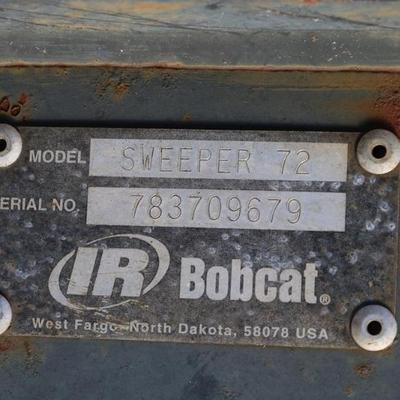 MODEL SWEEPER 72
ERIAL NO. 783709679
IR Bobcat®
West Fargo North Dakota, 58078 USA